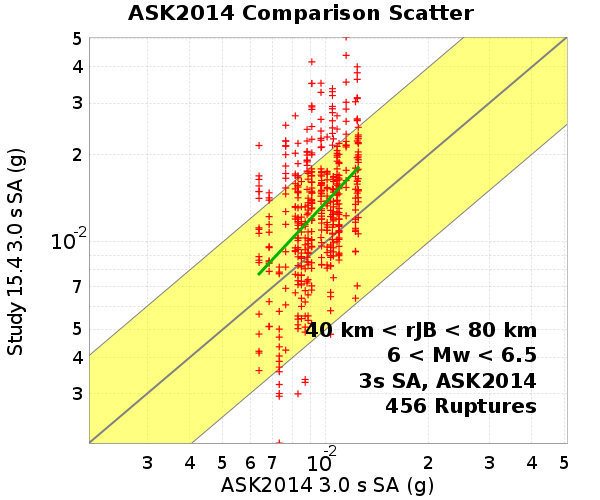 ASK2014 Comparison Scatter
5
4
3
2
10-2
7
5
4
3
Study 15.4 3.0 s SA (g)
40 km < rJB < 80 km
6 < Mw < 6.5
3s SA, ASK2014
456 Ruptures
3 4 5 6 7 10-2 2 3 4 5
ASK2014 3.0 s SA (g)